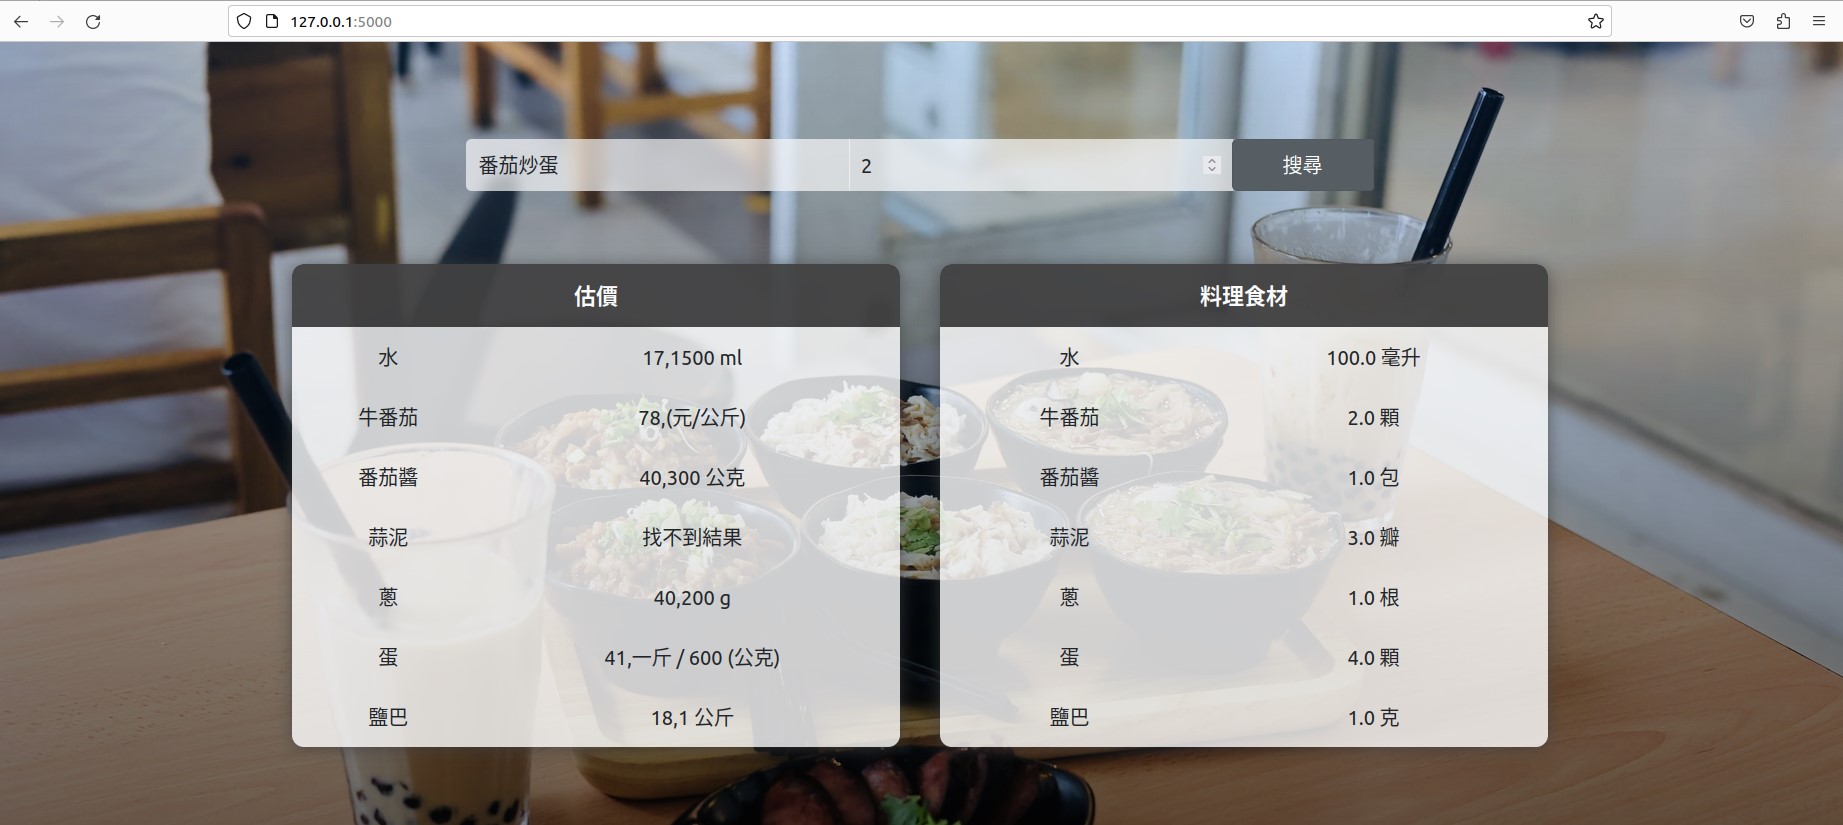 127.0.0.1:5000
番茄炒蛋 2 搜尋
估價
水 17,1500 ml
牛番茄 78,(元/公斤)
番茄醬 40,300 公克
蒜泥 找不到結果
蔥 40,200 g
蛋 41,一斤 / 600 (公克)
鹽巴 18,1 公斤
料理食材
水 100.0 毫升
牛番茄 2.0 顆
番茄醬 1.0 包
蒜泥 3.0 瓣
蔥 1.0 根
蛋 4.0 顆
鹽巴 1.0 克